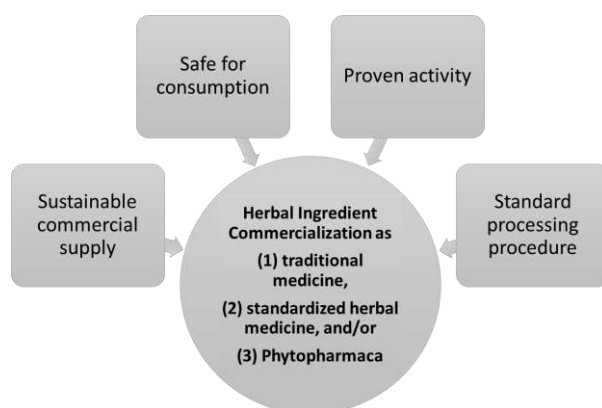 Safe for
consumption
Proven activity
Sustainable
commercial
supply
Herbal Ingredient
Commercialization as
(1) traditional
medicine,
(2) standardized herbal
medicine, and/or
(3) Phytopharmaca
Standard
processing
procedure